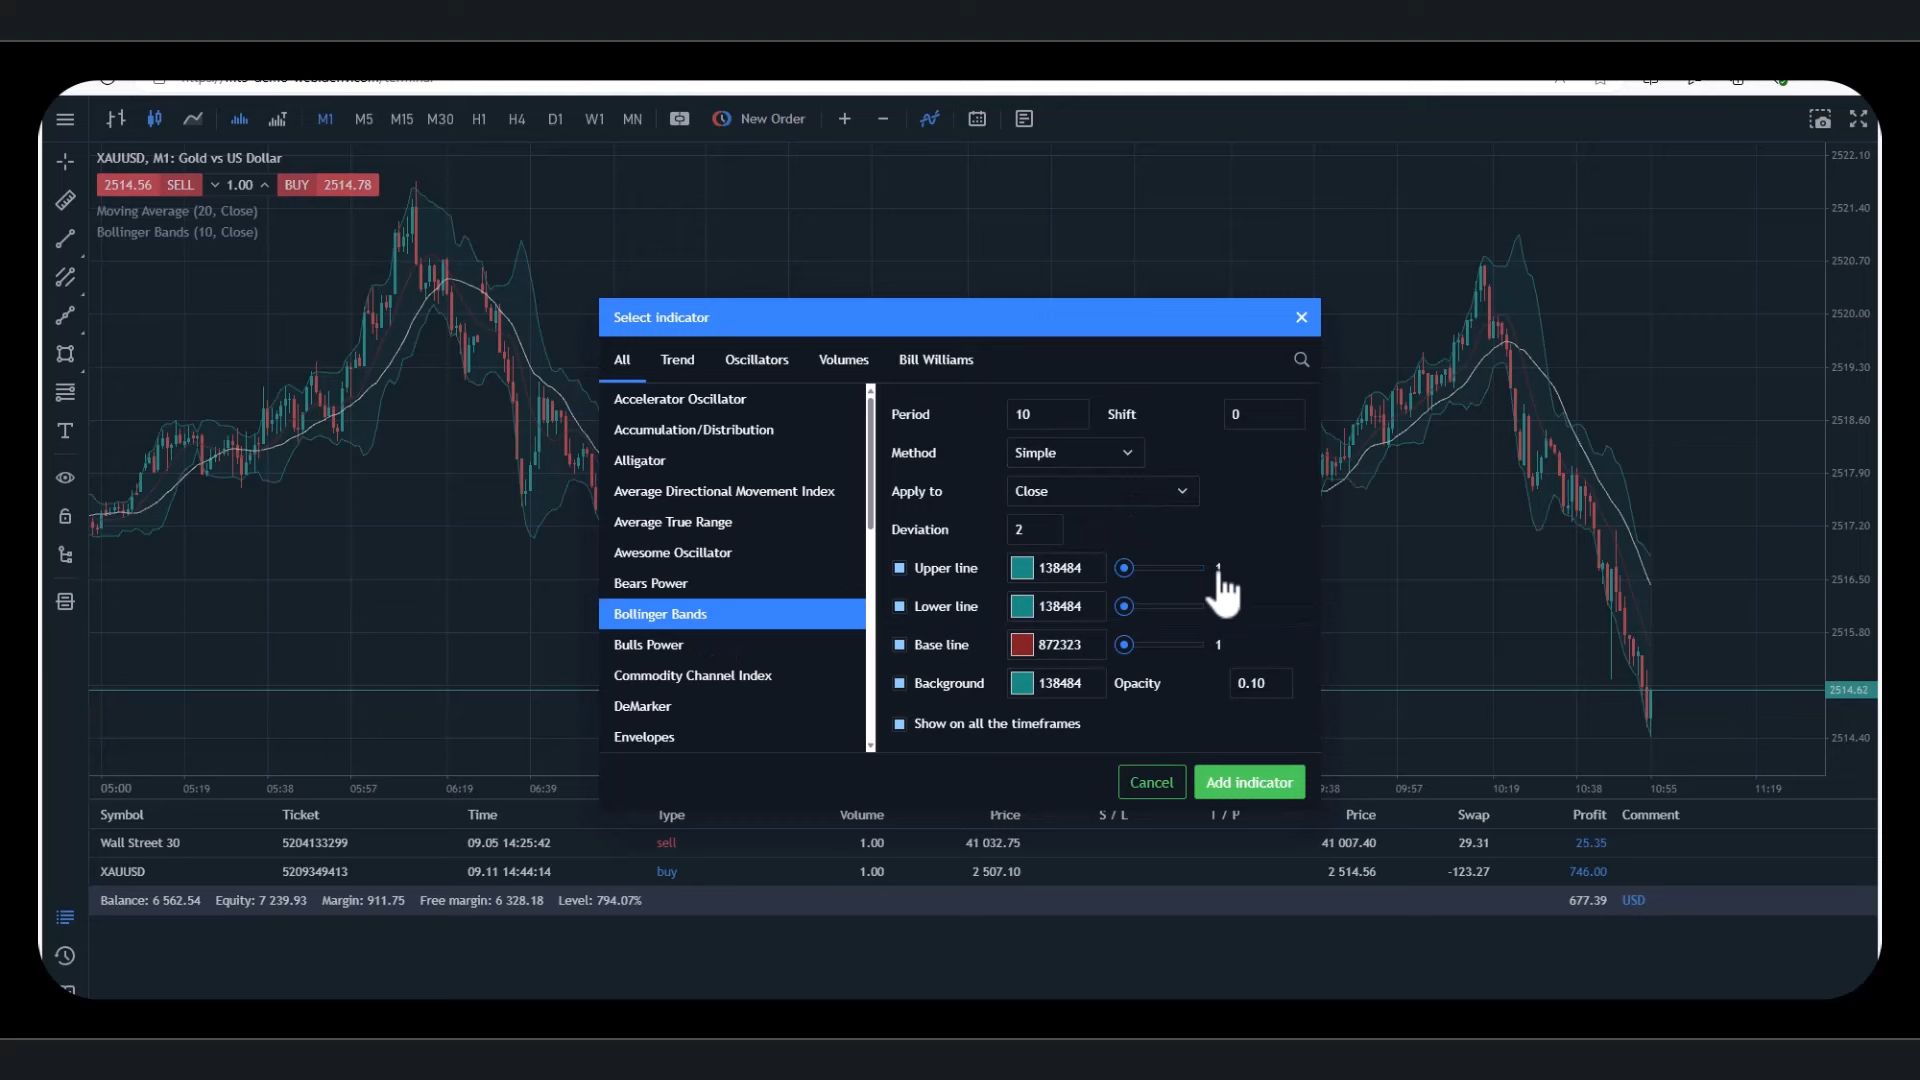 M1 M5 M15 M30 H1 H4 D1 W1 MN New Order
XAUUSD, M1: Gold vs US Dollar
2514.56 SELL 1.00 BUY 2514.78
Moving Average (20, Close)
Bollinger Bands (10, Close)
2522.10
2521.40
2520.70
2520.00
2519.30
2518.60
2517.90
2517.20
2516.50
2515.80
2514.62
2514.40
Select indicator
All Trend Oscillators Volumes Bill Williams
Accelerator Oscillator
Accumulation/Distribution
Alligator
Average Directional Movement Index
Average True Range
Awesome Oscillator
Bears Power
Bollinger Bands
Bulls Power
Commodity Channel Index
DeMarker
Envelopes
Period 10 Shift 0
Method Simple
Apply to Close
Deviation 2
Upper line 138484
Lower line 138484
Base line 872323 1
Background 138484 Opacity 0.10
Show on all the timeframes
Cancel Add indicator
05:00 05:19 05:38 05:57 06:19 06:39 09:57 10:19 10:38 10:55 11:19
Symbol Ticket Time Type Volume Price S / L T / P Price Swap Profit Comment
Wall Street 30 5204133299 09.05 14:25:42 sell 1.00 41 032.75 41 007.40 29.31 25.35
XAUUSD 5209349413 09.11 14:44:14 buy 1.00 2 507.10 2 514.56 -123.27 746.00
Balance: 6 562.54 Equity: 7 239.93 Margin: 911.75 Free margin: 6 328.18 Level: 794.07% 677.39 USD